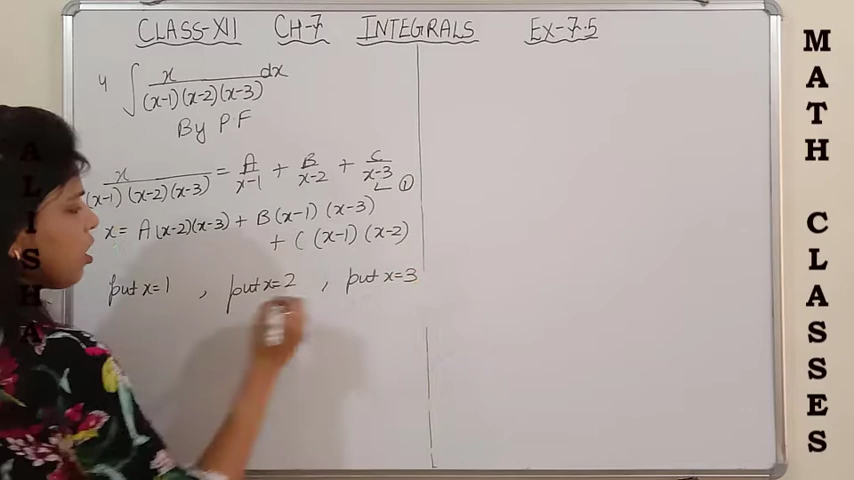 CLASS-XII CH-7 INTEGRALS EX-7.5
4 ∫ x/((x-1)(x-2)(x-3)) dx
By P.F
x/((x-1)(x-2)(x-3)) = A/(x-1) + B/(x-2) + C/(x-3)
①
x = A(x-2)(x-3) + B(x-1)(x-3)
+ C(x-1)(x-2)
put x=1 , put x=2 , put x=3
ALISHA
MATH CLASSES